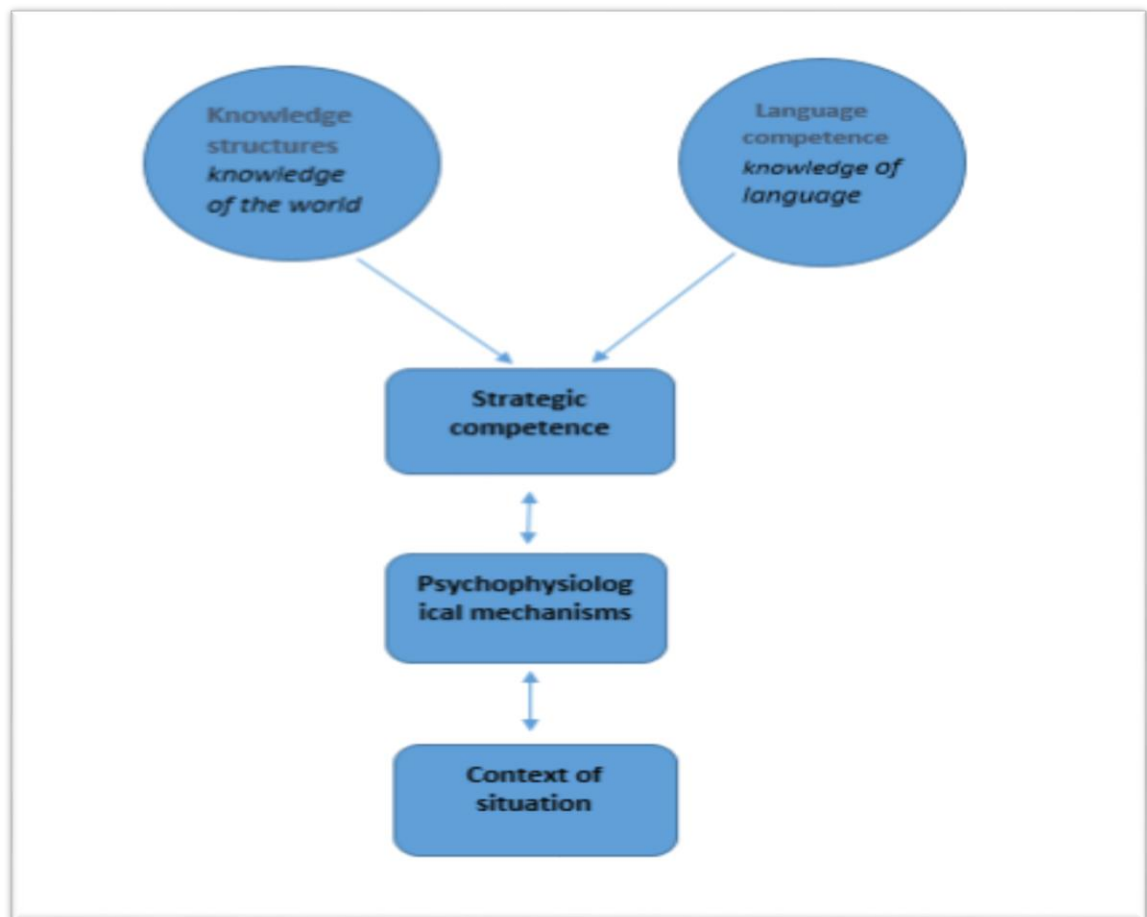 Knowledge
structures
knowledge
of the world
Language
competence
knowledge of
language
Strategic
competence
Psychophysiolog
ical mechanisms
Context of
situation